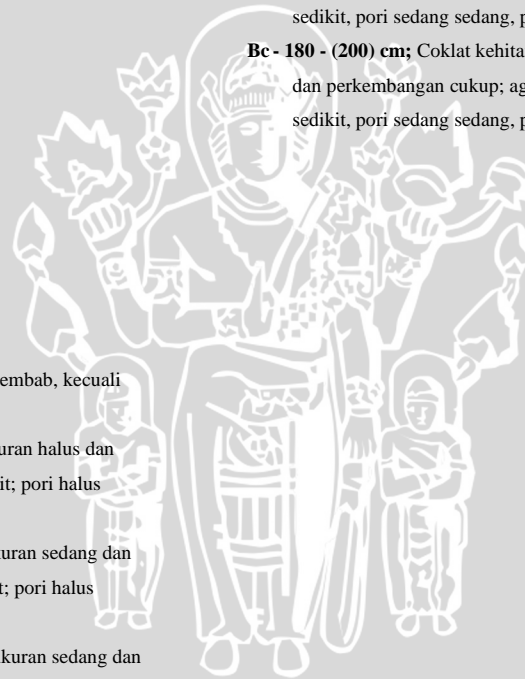 sedikit, pori sedang sedang, p
Bc - 180 - (200) cm; Coklat kehita
dan perkembangan cukup; ag
sedikit, pori sedang sedang, p
embab, kecuali
uran halus dan
it; pori halus
kuran sedang dan
t; pori halus
kuran sedang dan